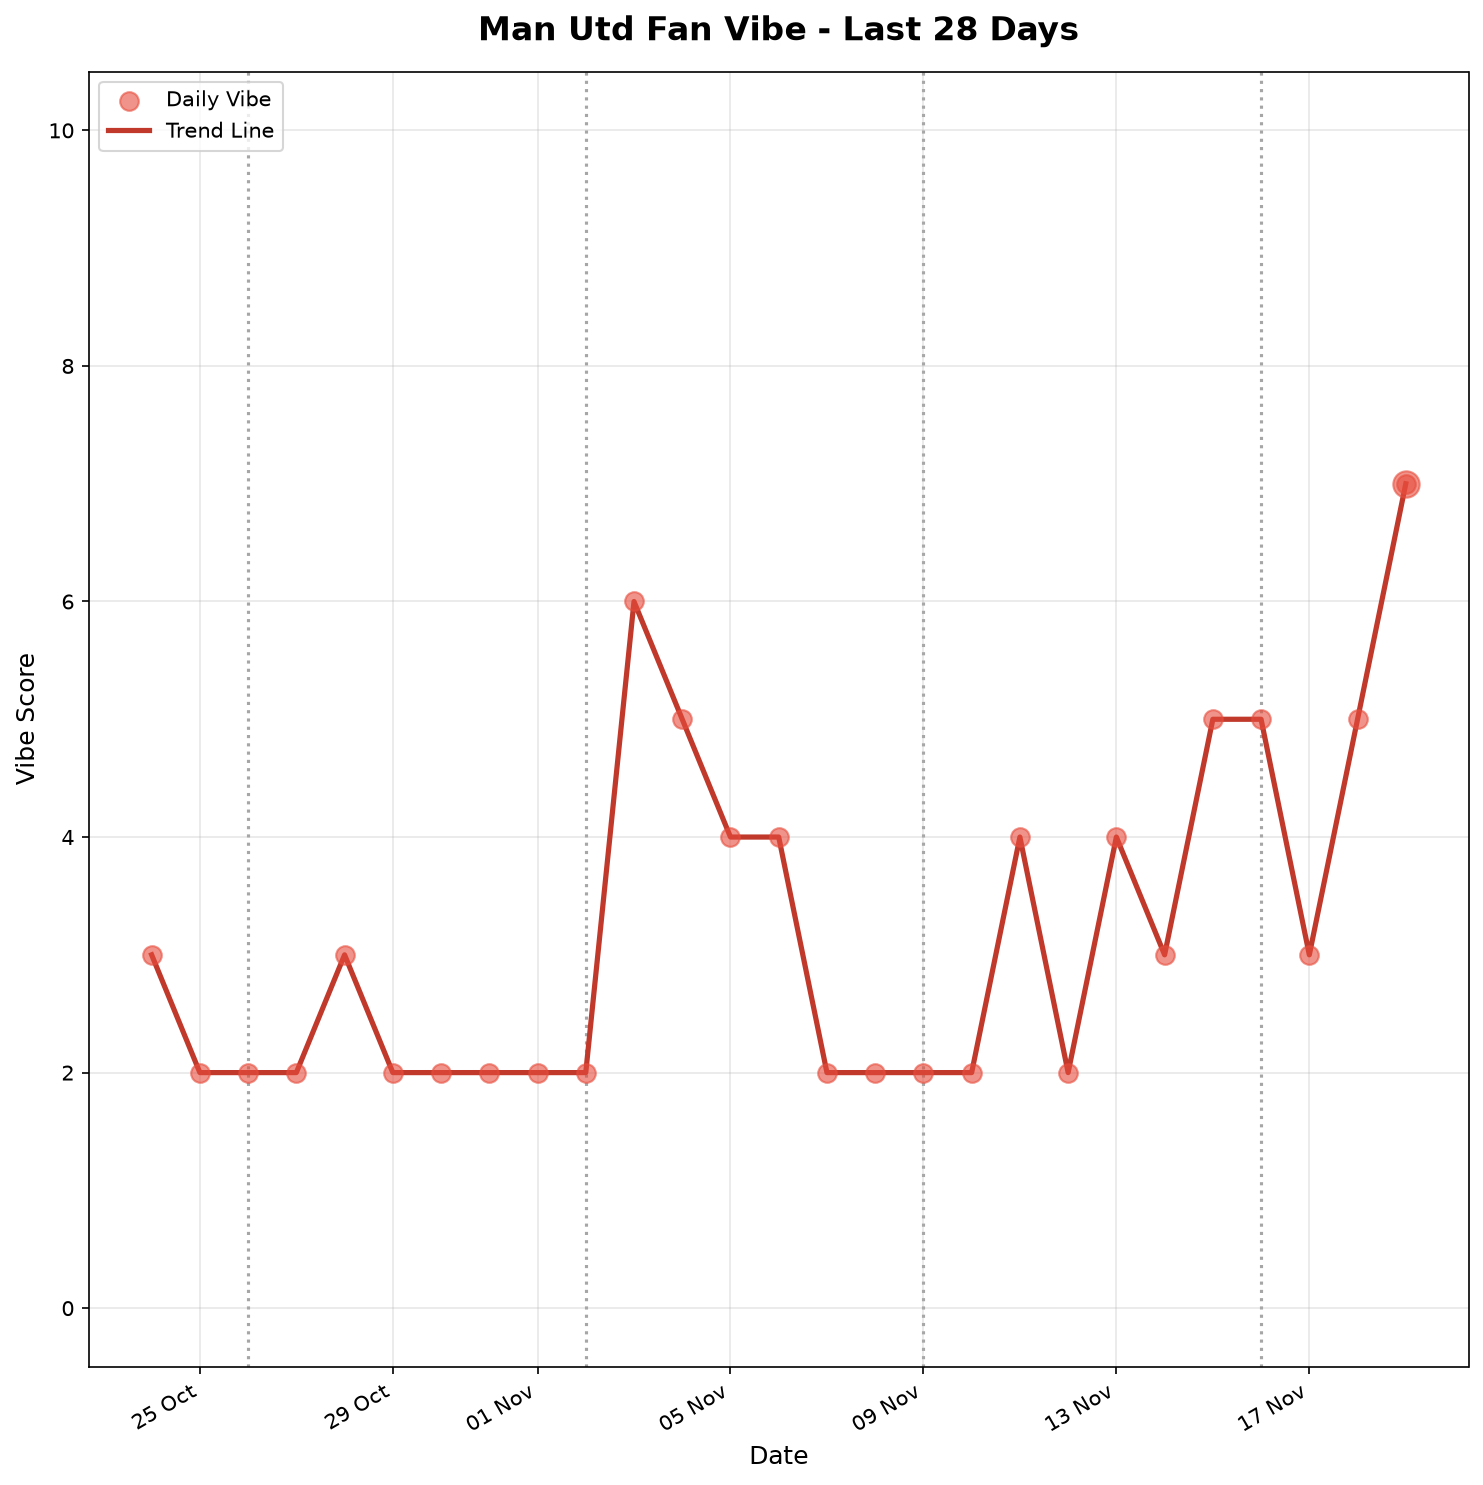 Man Utd Fan Vibe - Last 28 Days
Daily Vibe
Trend Line
10
8
6
4
2
0
Vibe Score
25 Oct
29 Oct
01 Nov
05 Nov
09 Nov
13 Nov
17 Nov
Date